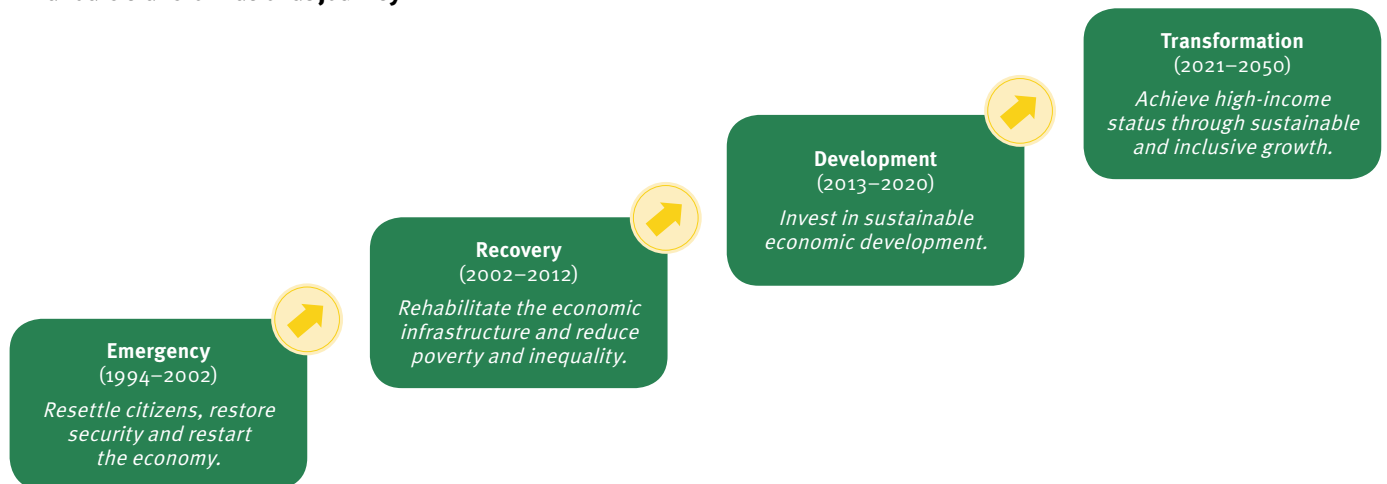 Emergency
(1994–2002)
Resettle citizens, restore
security and restart
the economy.
Recovery
(2002–2012)
Rehabilitate the economic
infrastructure and reduce
poverty and inequality.
Development
(2013–2020)
Invest in sustainable
economic development.
Transformation
(2021–2050)
Achieve high-income
status through sustainable
and inclusive growth.